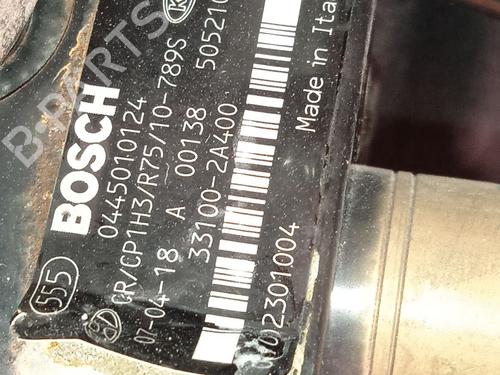 BOSCH
0445010124
CR/CP1H3/R75/10-789S
07-04-18 A 00138 50521
33100-2A400
02301004
Made in Ita
555
B-PARTS